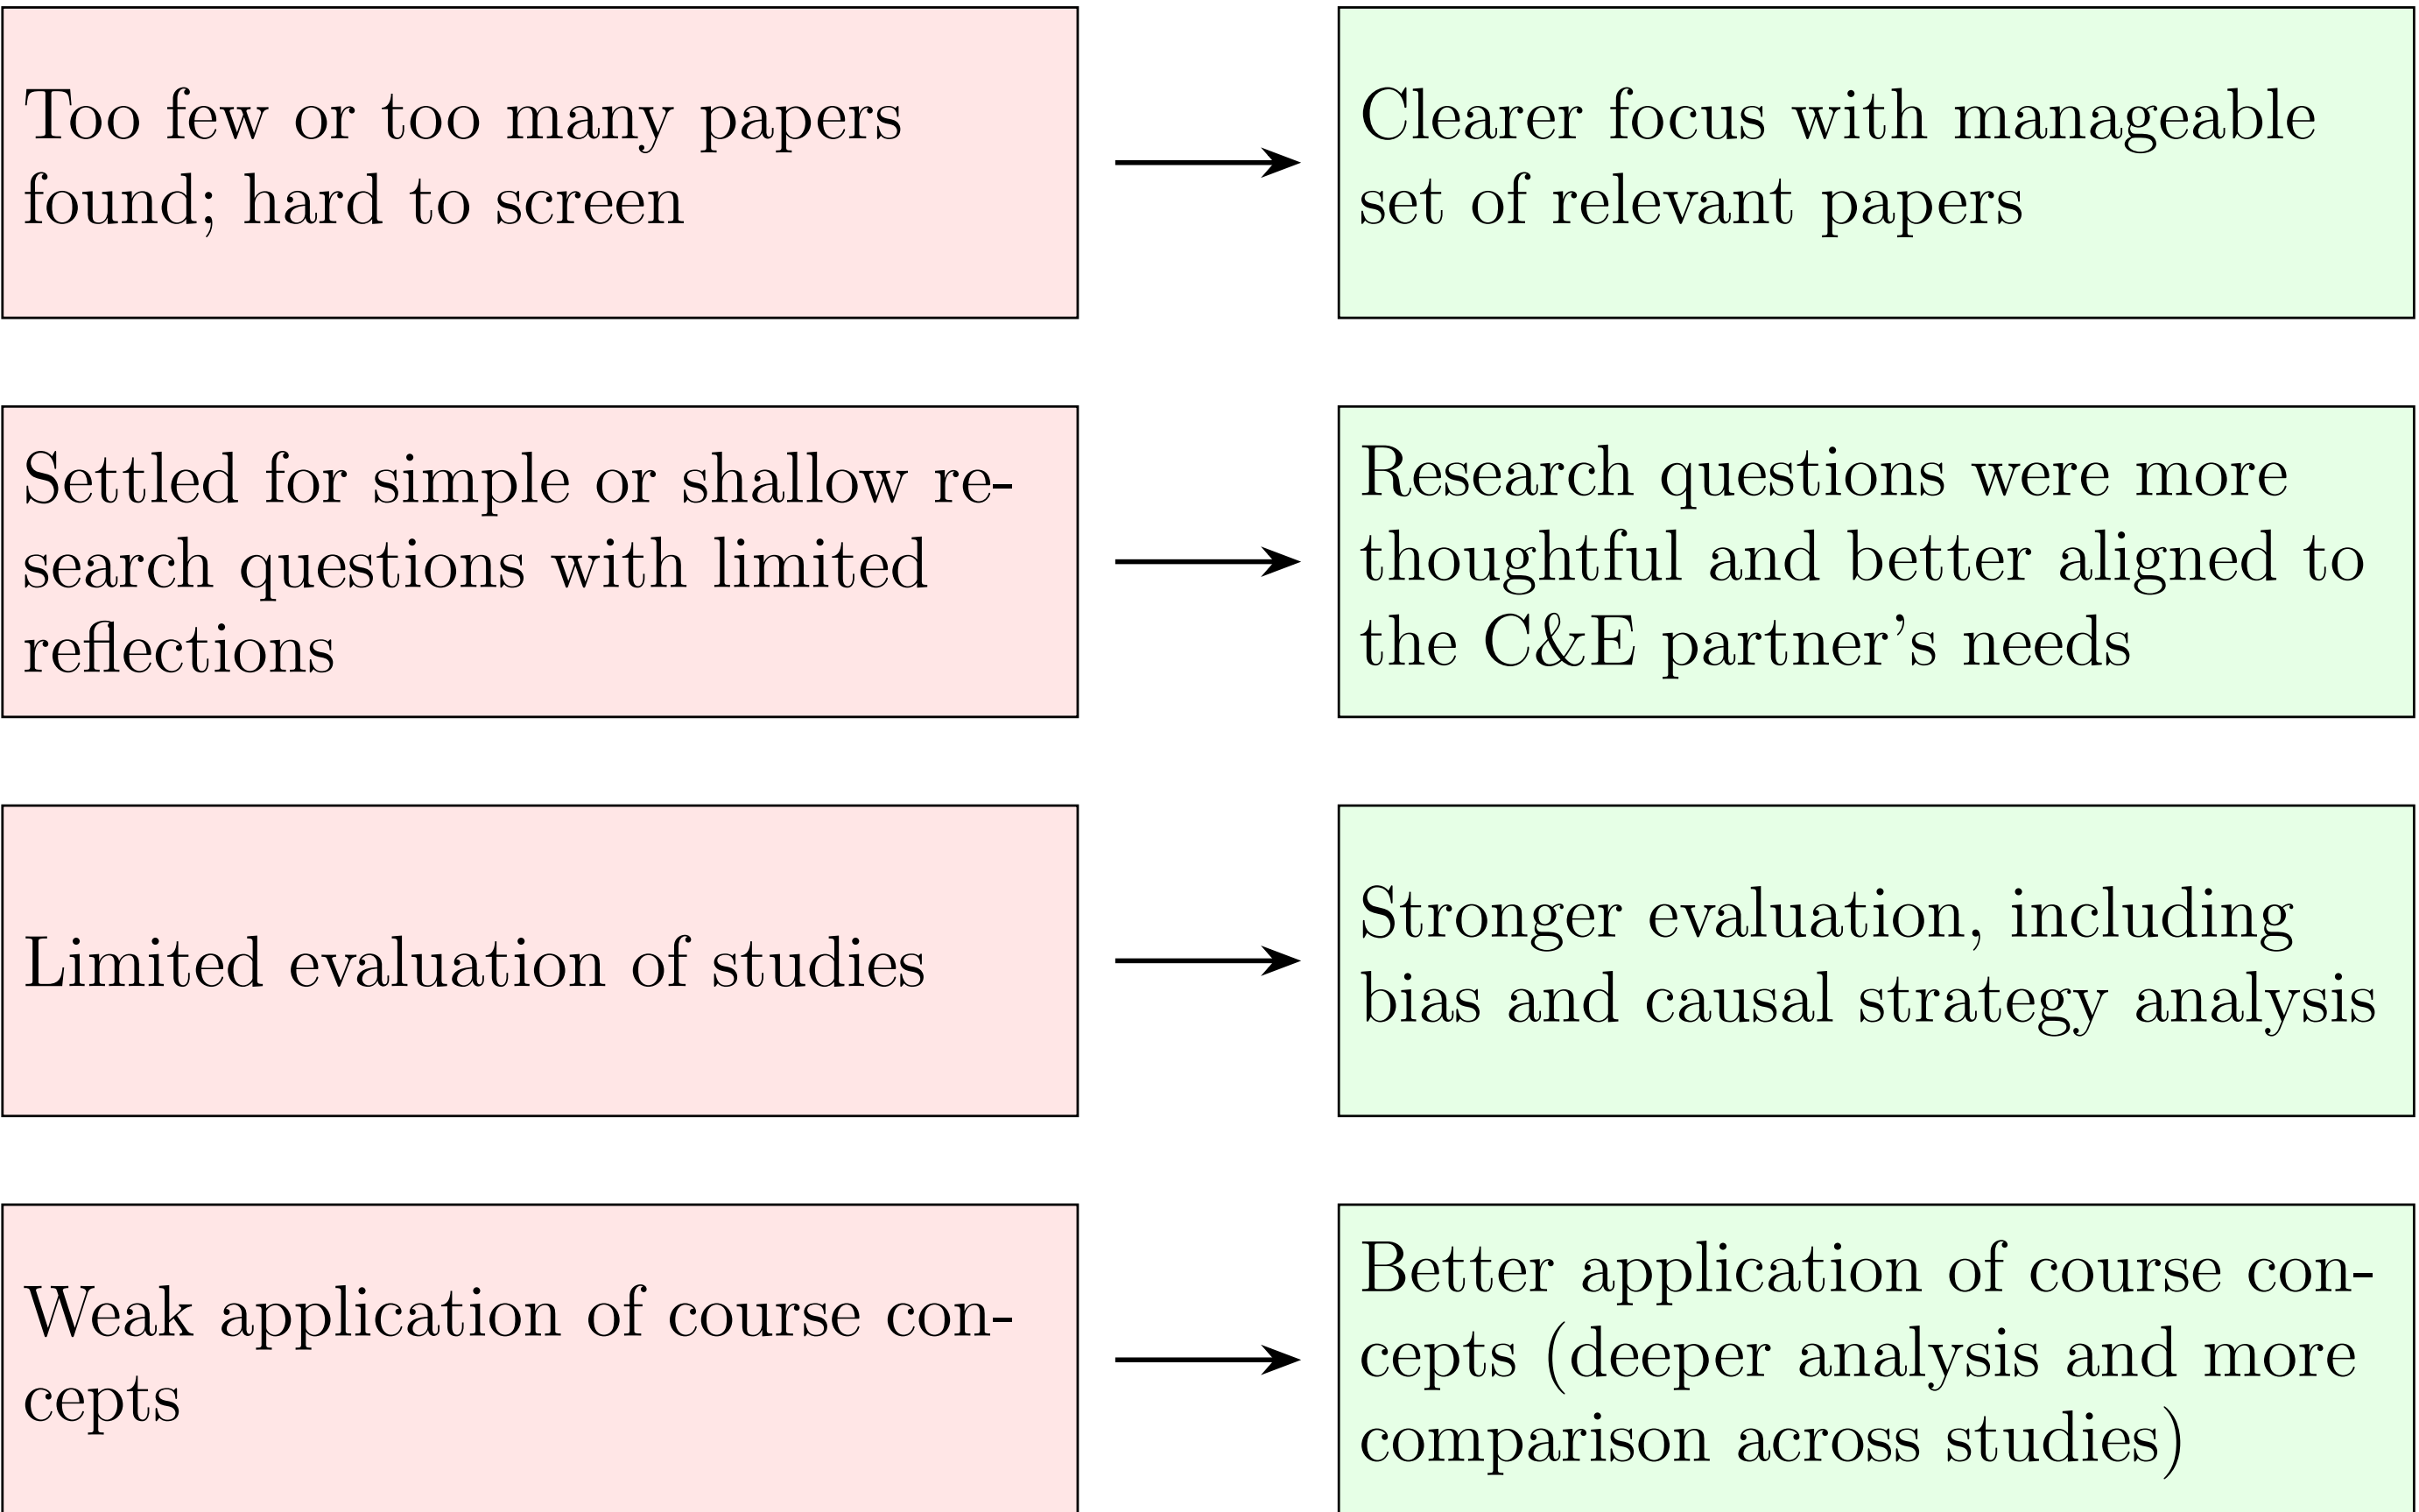 Too few or too many papers
found; hard to screen
Clearer focus with manageable
set of relevant papers
Settled for simple or shallow re-
search questions with limited
reflections
Research questions were more
thoughtful and better aligned to
the C&E partner's needs
Limited evaluation of studies
Stronger evaluation, including
bias and causal strategy analysis
Weak application of course con-
cepts
Better application of course con-
cepts (deeper analysis and more
comparison across studies)